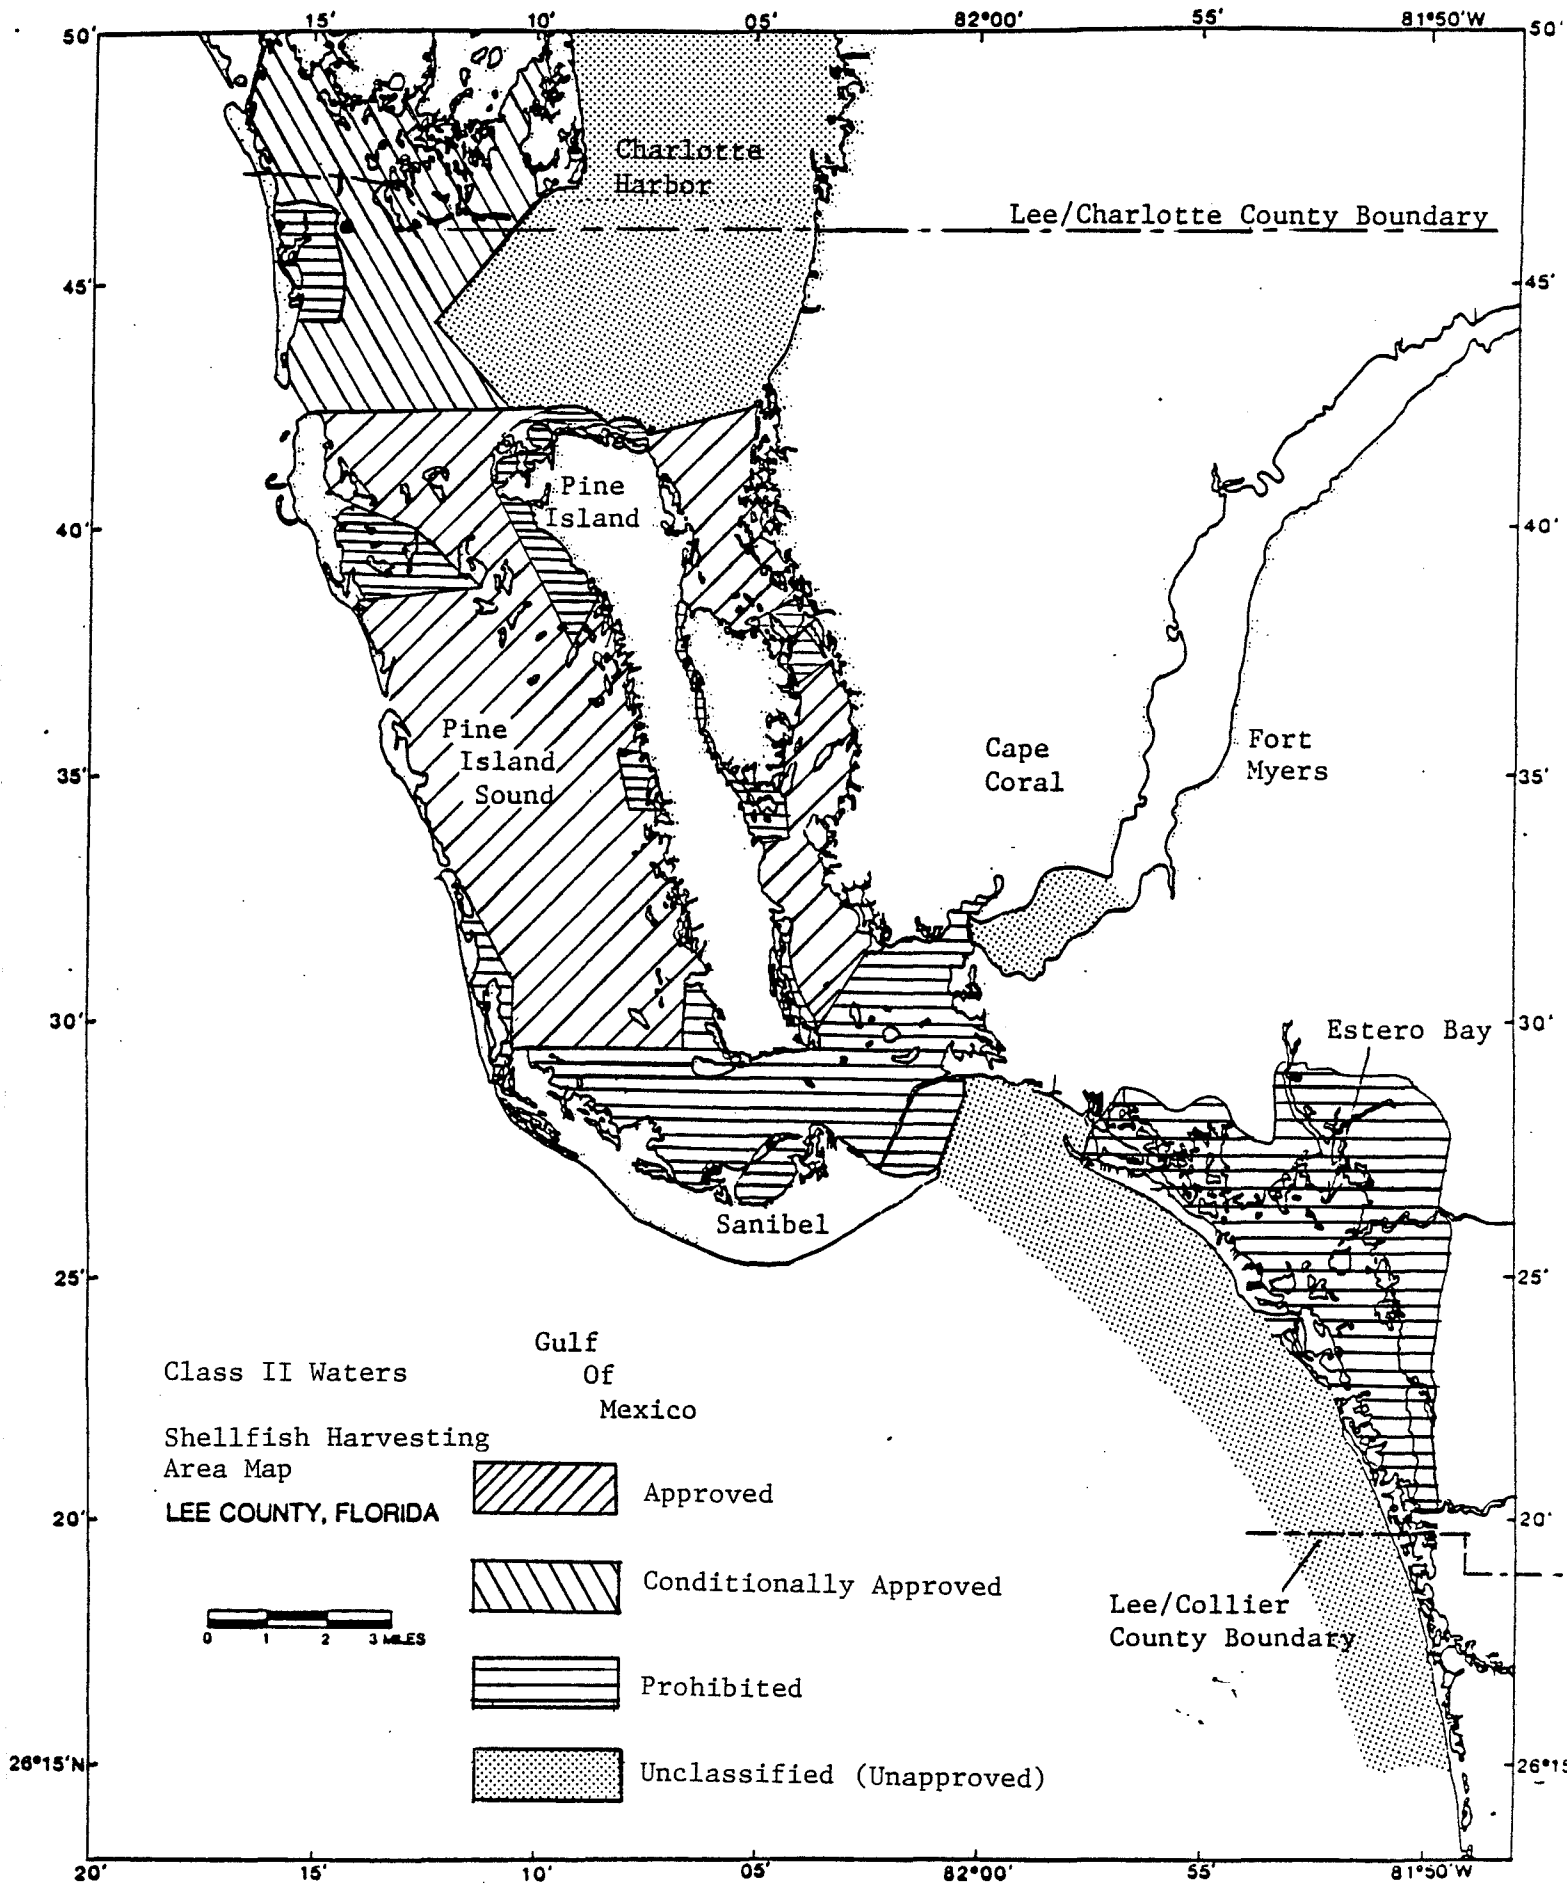 15' 10' 05' 82°00' 55' 81°50'W
50' 50'
Charlotte
Harbor
Lee/Charlotte County Boundary
45' 45'
Pine
Island
40' 40'
Pine
Island
Sound
Cape
Coral
Fort
Myers
35' 35'
30' 30'
Estero Bay
Sanibel
25' 25'
Gulf
Of
Mexico
Class II Waters
Shellfish Harvesting
Area Map
LEE COUNTY, FLORIDA
Approved
20' 20'
Conditionally Approved
Lee/Collier
County Boundary
0 1 2 3 MILES
Prohibited
26°15'N 26°15
Unclassified (Unapproved)
20' 15' 10' 05' 82°00' 55' 81°50'W